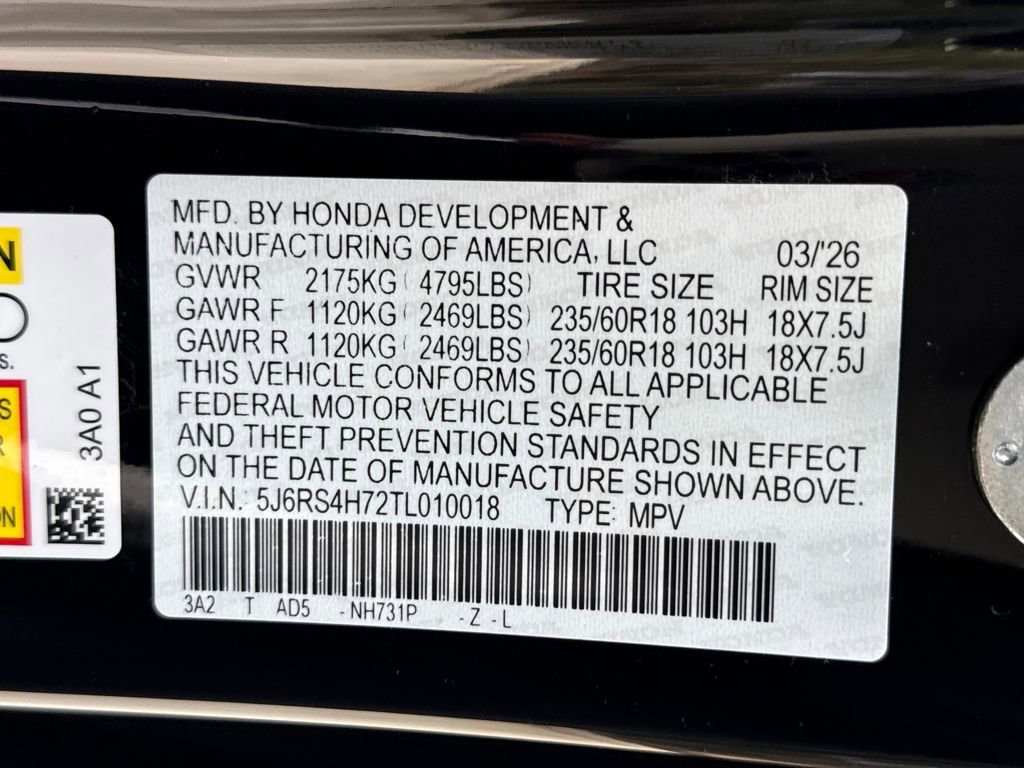 MFD. BY HONDA DEVELOPMENT &
MANUFACTURING OF AMERICA, LLC 03/'26
GVWR 2175KG ( 4795LBS) TIRE SIZE RIM SIZE
GAWR F 1120KG ( 2469LBS) 235/60R18 103H 18X7.5J
GAWR R 1120KG ( 2469LBS) 235/60R18 103H 18X7.5J
THIS VEHICLE CONFORMS TO ALL APPLICABLE
FEDERAL MOTOR VEHICLE SAFETY
AND THEFT PREVENTION STANDARDS IN EFFECT
ON THE DATE OF MANUFACTURE SHOWN ABOVE.
V.I.N.: 5J6RS4H72TL010018 TYPE: MPV
3A2 T AD5 -NH731P -Z -L
3A0 A1
N
S.
S
R
ON